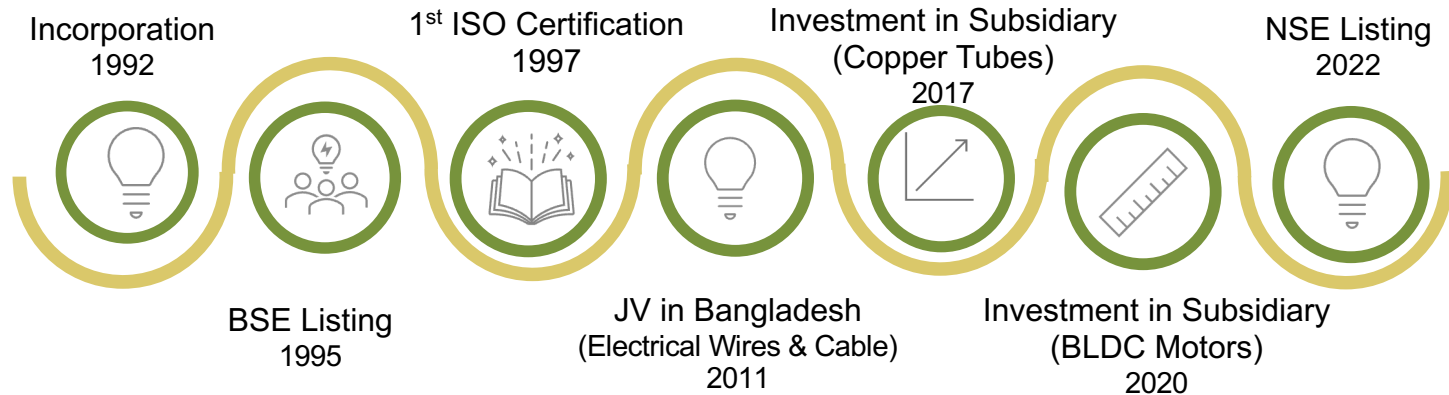 Incorporation
1992
BSE Listing
1995
1st ISO Certification
1997
JV in Bangladesh
(Electrical Wires & Cable)
2011
Investment in Subsidiary
(Copper Tubes)
2017
Investment in Subsidiary
(BLDC Motors)
2020
NSE Listing
2022